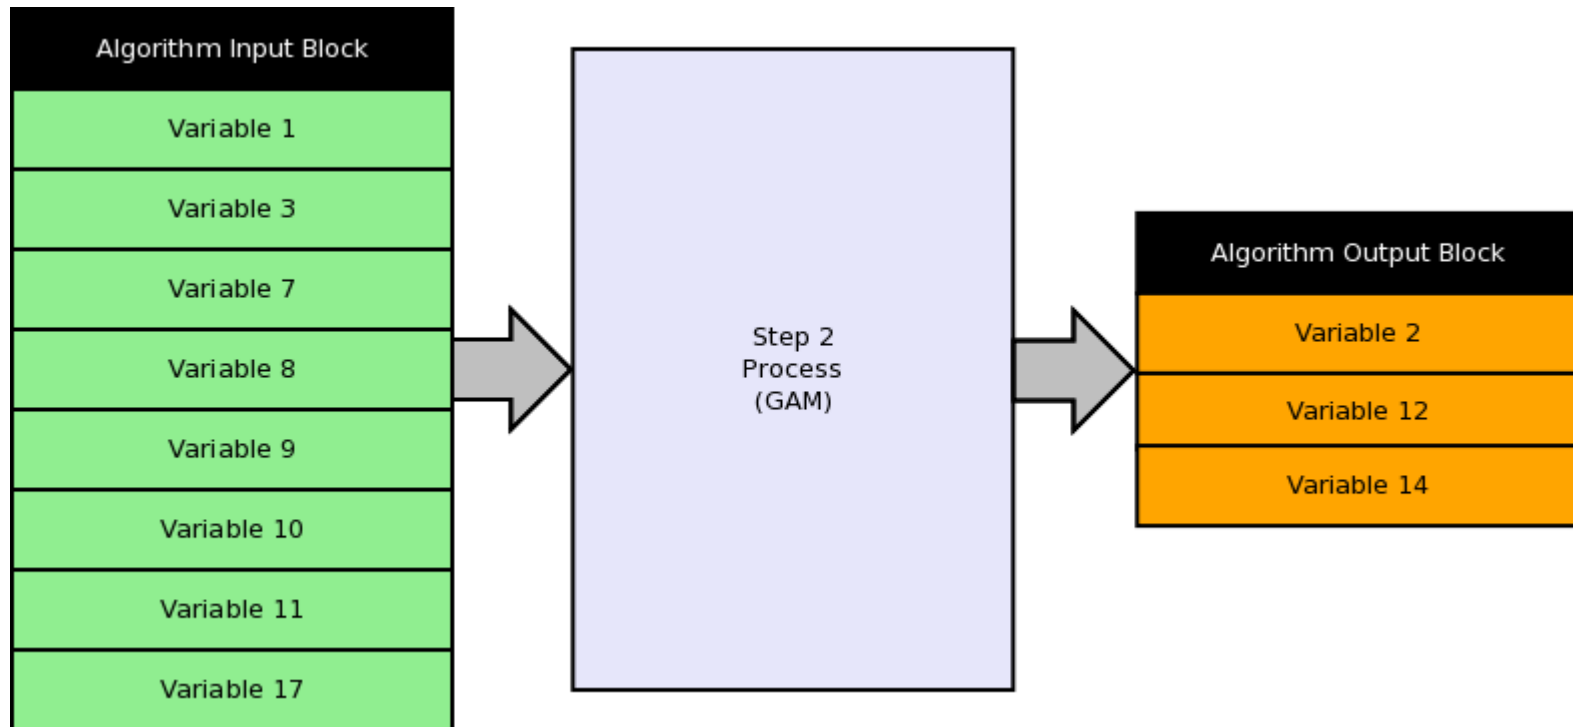 Algorithm Input Block
Variable 1
Variable 3
Variable 7
Variable 8
Variable 9
Variable 10
Variable 11
Variable 17
Step 2
Process
(GAM)
Algorithm Output Block
Variable 2
Variable 12
Variable 14